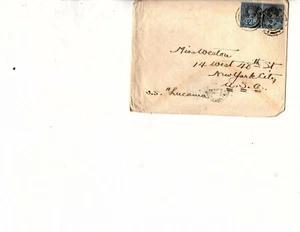 Miss Weston
14 West 48th St
New York City
U.S.A.
S.S. "Lucania"